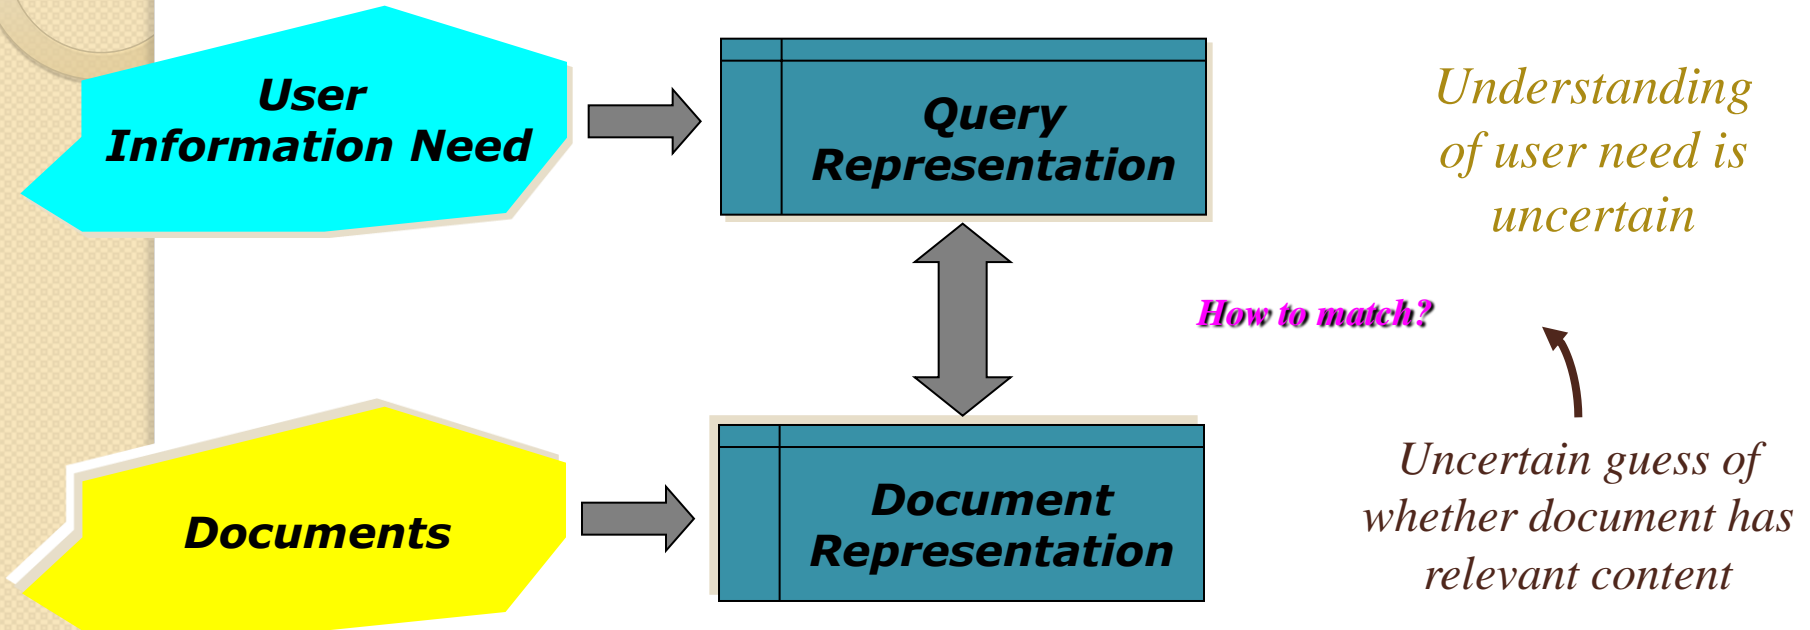 User
Information Need
Query
Representation
Understanding
of user need is
uncertain
How to match?
Documents
Document
Representation
Uncertain guess of
whether document has
relevant content